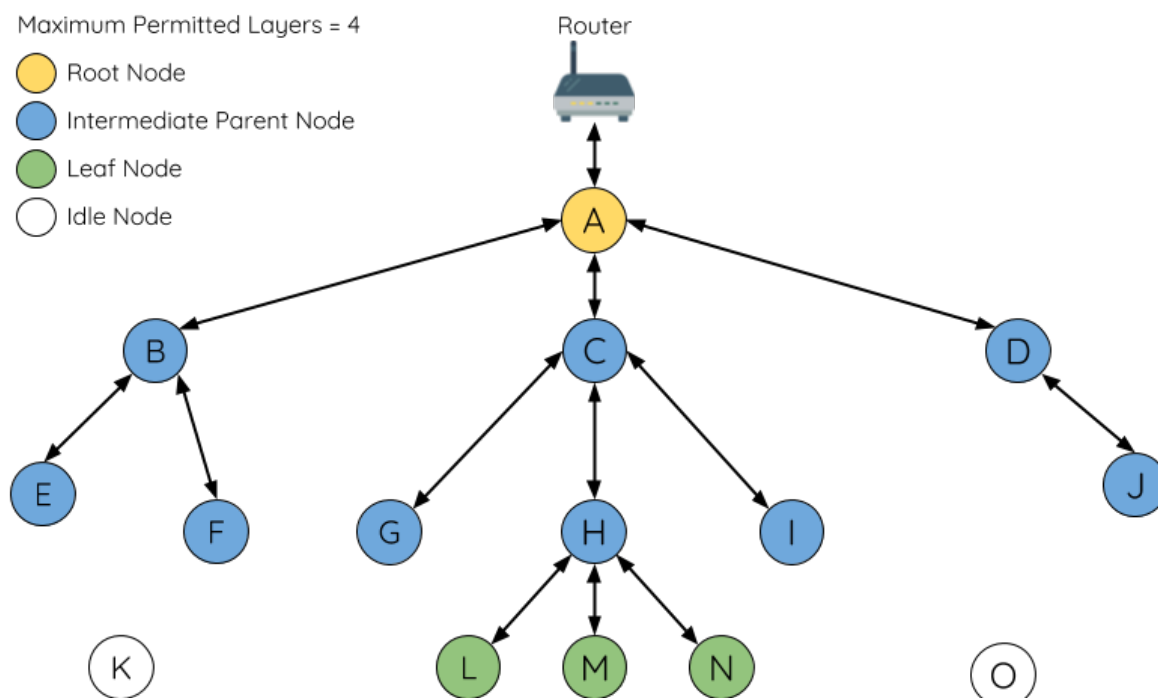 Maximum Permitted Layers = 4
Router
Root Node
Intermediate Parent Node
Leaf Node
Idle Node
A
B
C
D
E
F
G
H
I
J
K
L
M
N
O